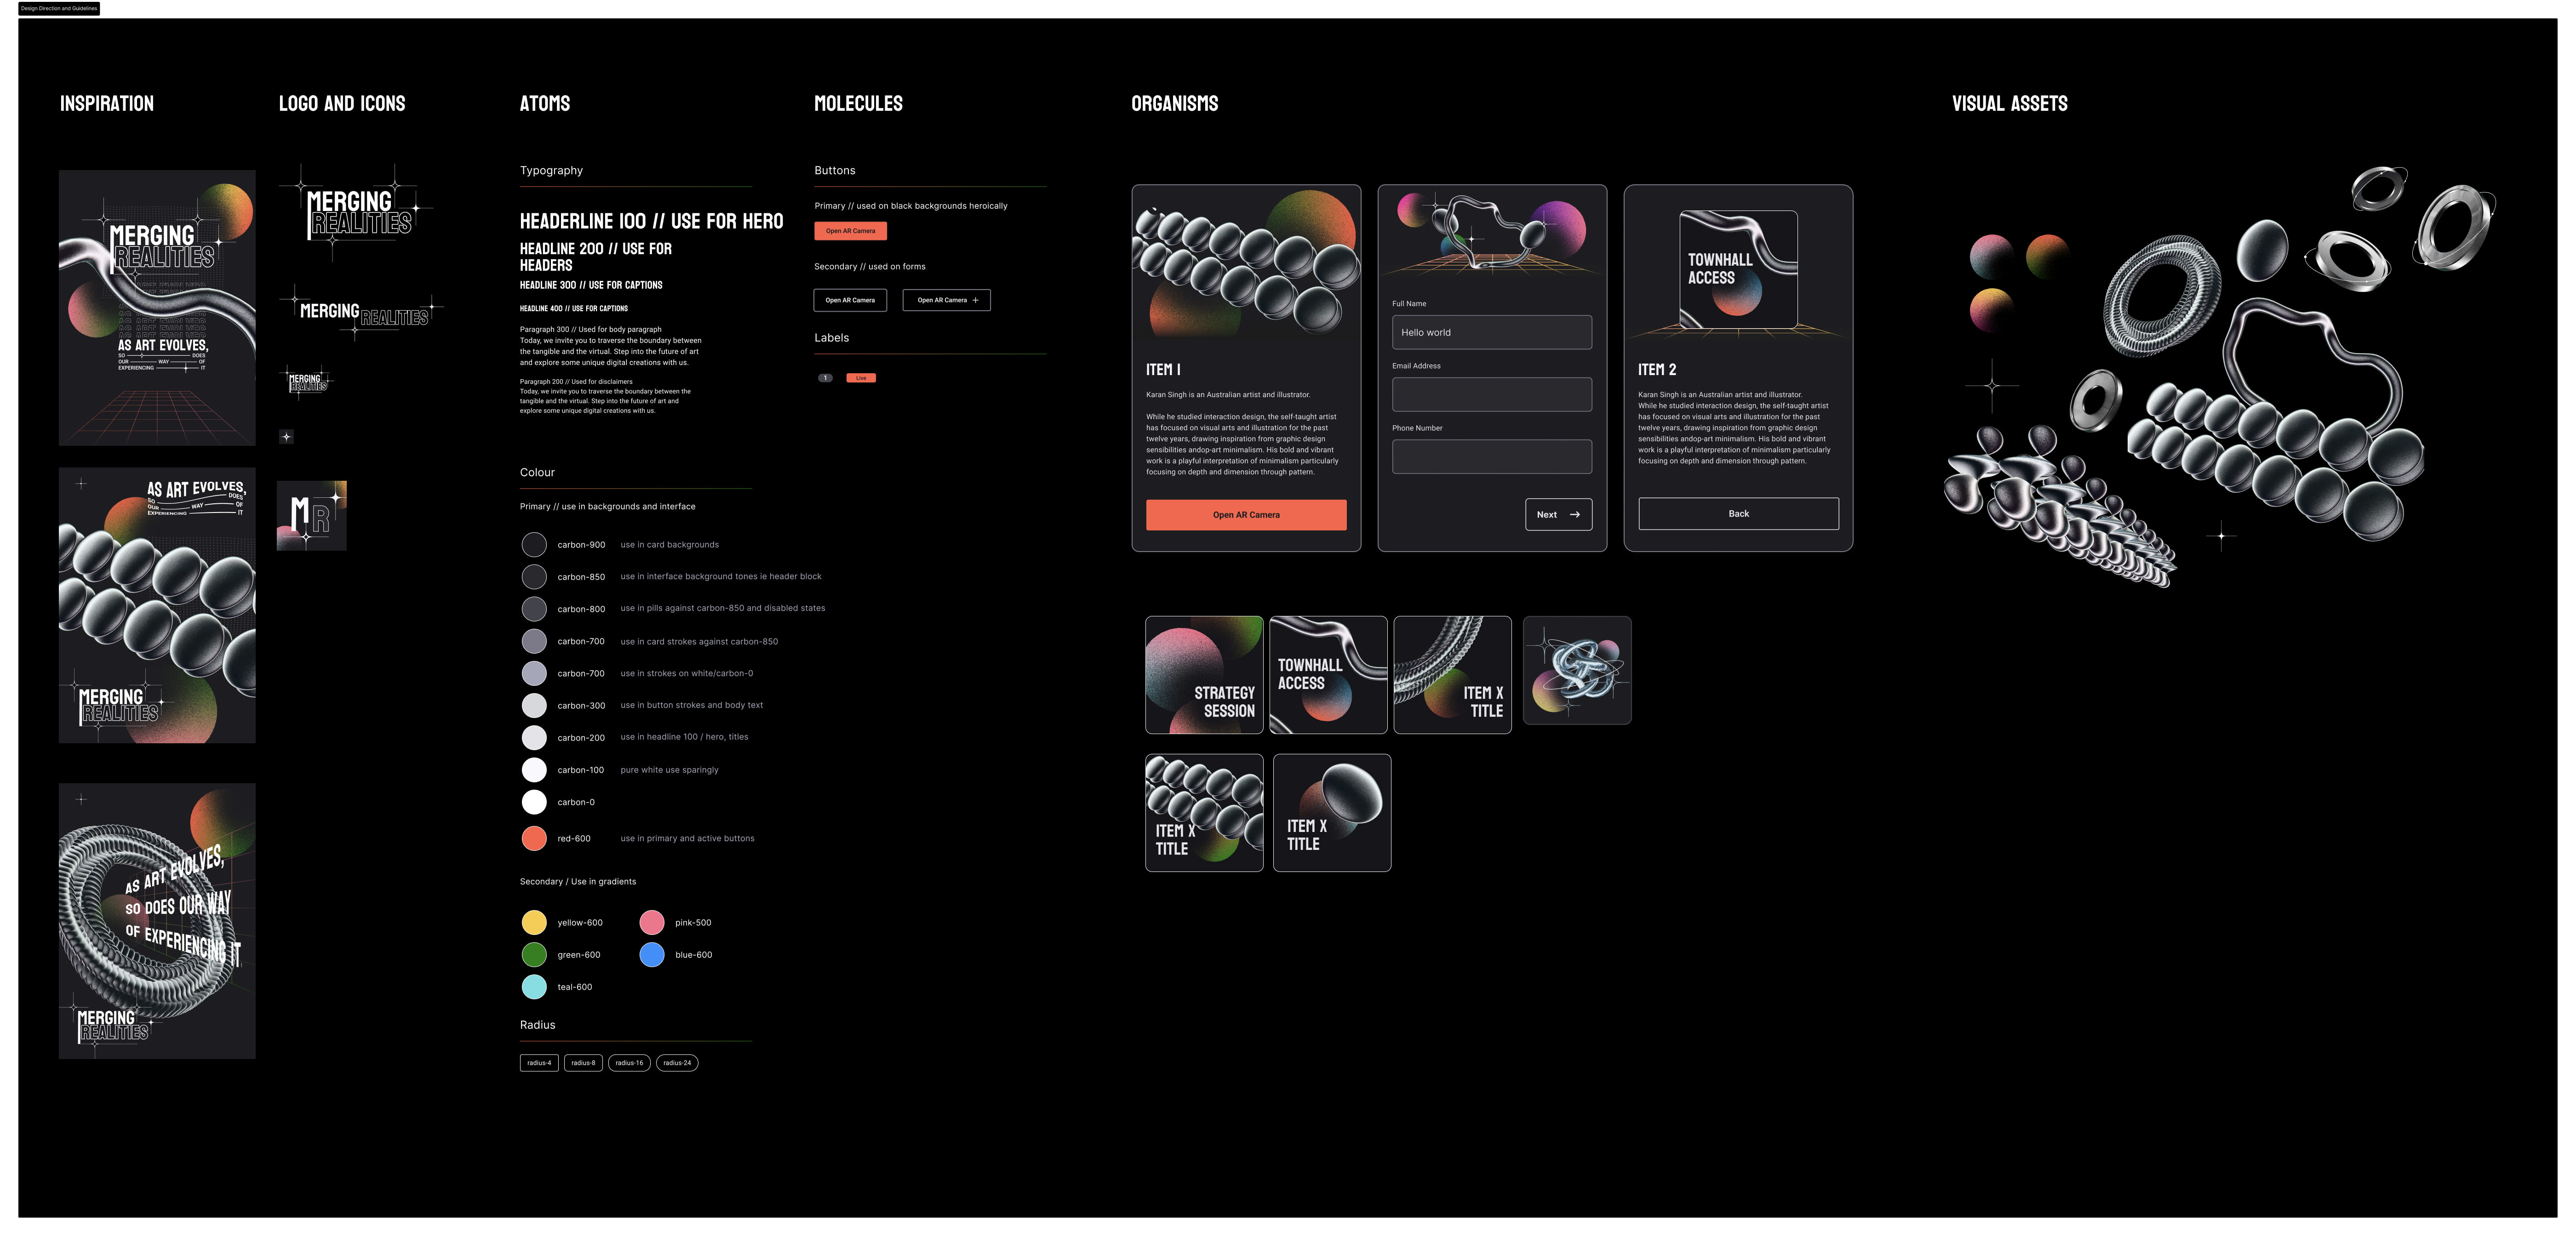 Design Direction and Guidelines
INSPIRATION
MERGING
REALITIES
AS ART EVOLVES,
SO DOES
OUR WAY OF
EXPERIENCING IT
AS ART EVOLVES,
SO DOES
OUR WAY OF
EXPERIENCING IT
MERGING
REALITIES
AS ART EVOLVES,
SO DOES OUR WAY
OF EXPERIENCING IT
MERGING
REALITIES
LOGO AND ICONS
MERGING
REALITIES
MERGING REALITIES
MERGING
REALITIES
MR
ATOMS
Typography
HEADERLINE 100 // USE FOR HERO
HEADLINE 200 // USE FOR
HEADERS
HEADLINE 300 // USE FOR CAPTIONS
HEADLINE 400 // USE FOR CAPTIONS
Paragraph 300 // Used for body paragraph
Today, we invite you to traverse the boundary between
the tangible and the virtual. Step into the future of art
and explore some unique digital creations with us.
Paragraph 200 // Used for disclaimers
Today, we invite you to traverse the boundary between the
tangible and the virtual. Step into the future of art and
explore some unique digital creations with us.
Colour
Primary // use in backgrounds and interface
carbon-900 use in card backgrounds
carbon-850 use in interface background tones ie header block
carbon-800 use in pills against carbon-850 and disabled states
carbon-700 use in card strokes against carbon-850
carbon-700 use in strokes on white/carbon-0
carbon-300 use in button strokes and body text
carbon-200 use in headline 100 / hero, titles
carbon-100 pure white use sparingly
carbon-0
red-600 use in primary and active buttons
Secondary / Use in gradients
yellow-600 pink-500
green-600 blue-600
teal-600
Radius
radius-4 radius-8 radius-16 radius-24
MOLECULES
Buttons
Primary // used on black backgrounds heroically
Open AR Camera
Secondary // used on forms
Open AR Camera Open AR Camera +
Labels
1 Live
ORGANISMS
ITEM 1
Karan Singh is an Australian artist and illustrator.
While he studied interaction design, the self-taught artist
has focused on visual arts and illustration for the past
twelve years, drawing inspiration from graphic design
sensibilities andop-art minimalism. His bold and vibrant
work is a playful interpretation of minimalism particularly
focusing on depth and dimension through pattern.
Open AR Camera
Full Name
Hello world
Email Address
Phone Number
Next →
TOWNHALL
ACCESS
ITEM 2
Karan Singh is an Australian artist and illustrator.
While he studied interaction design, the self-taught artist
has focused on visual arts and illustration for the past
twelve years, drawing inspiration from graphic design
sensibilities andop-art minimalism. His bold and vibrant
work is a playful interpretation of minimalism particularly
focusing on depth and dimension through pattern.
Back
STRATEGY
SESSION
TOWNHALL
ACCESS
ITEM X
TITLE
ITEM X
TITLE
ITEM X
TITLE
VISUAL ASSETS